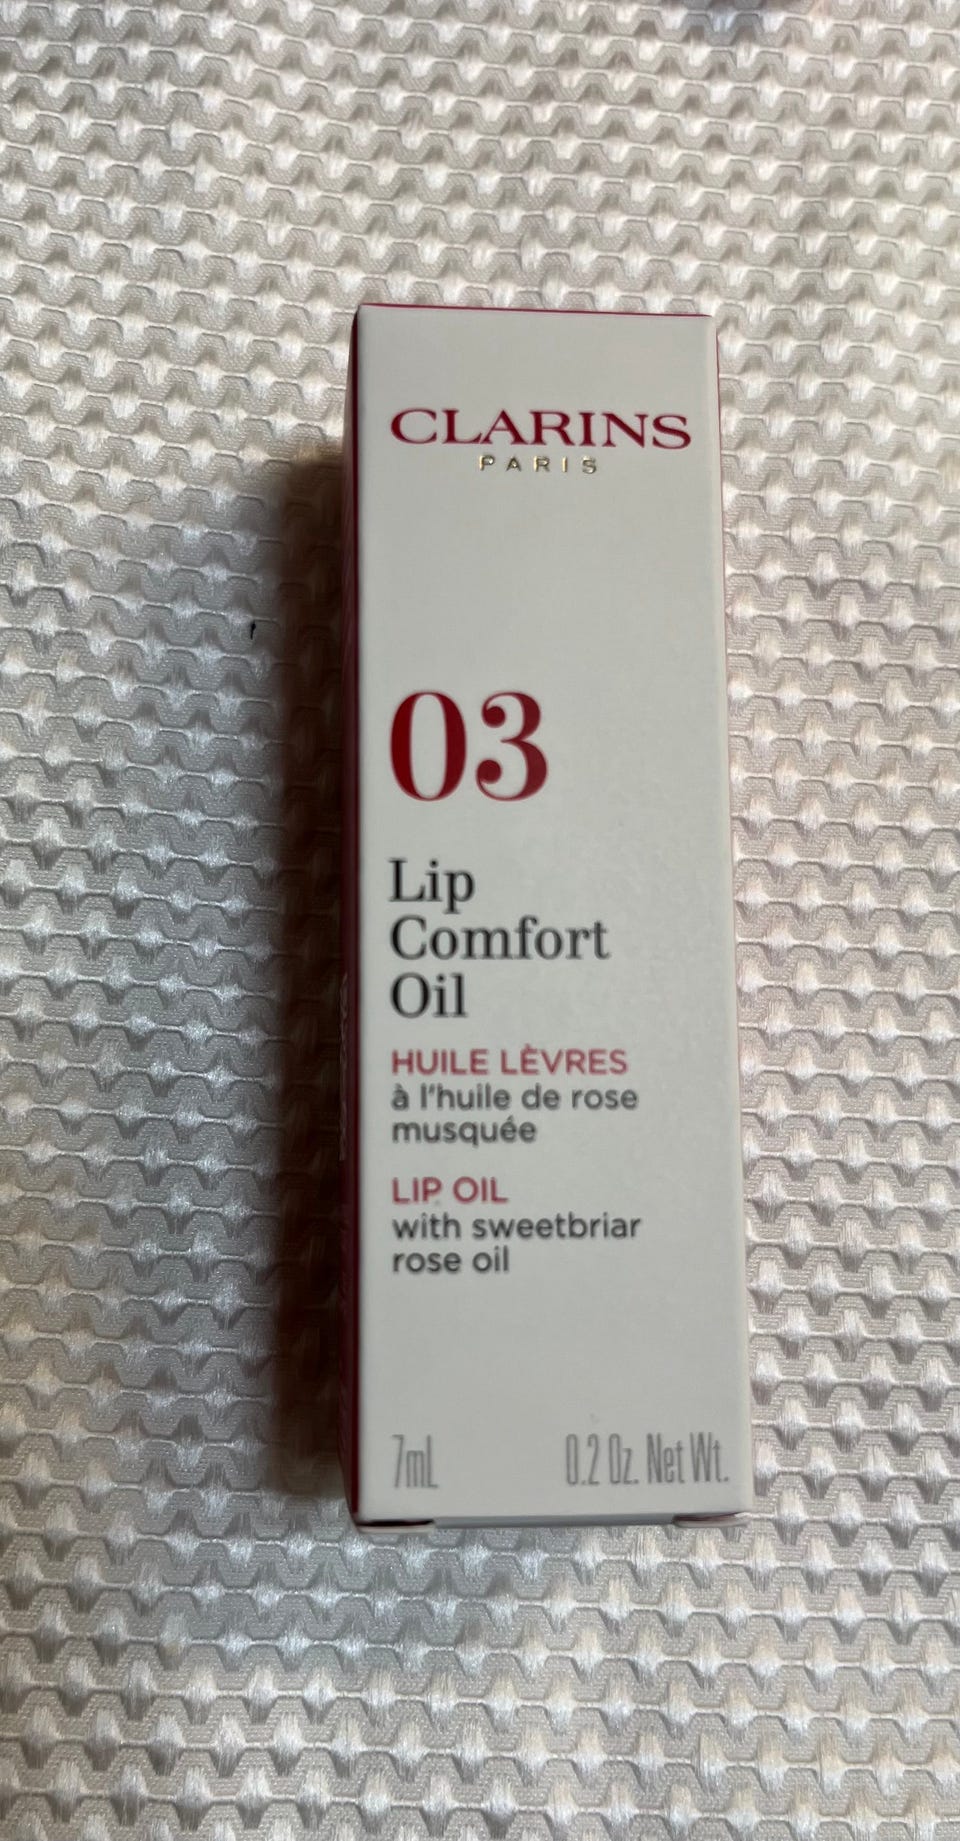 CLARINS
PARIS
03
Lip
Comfort
Oil
HUILE LÈVRES
à l'huile de rose
musquée
LIP OIL
with sweetbriar
rose oil
7mL 0.2 Oz. Net Wt.